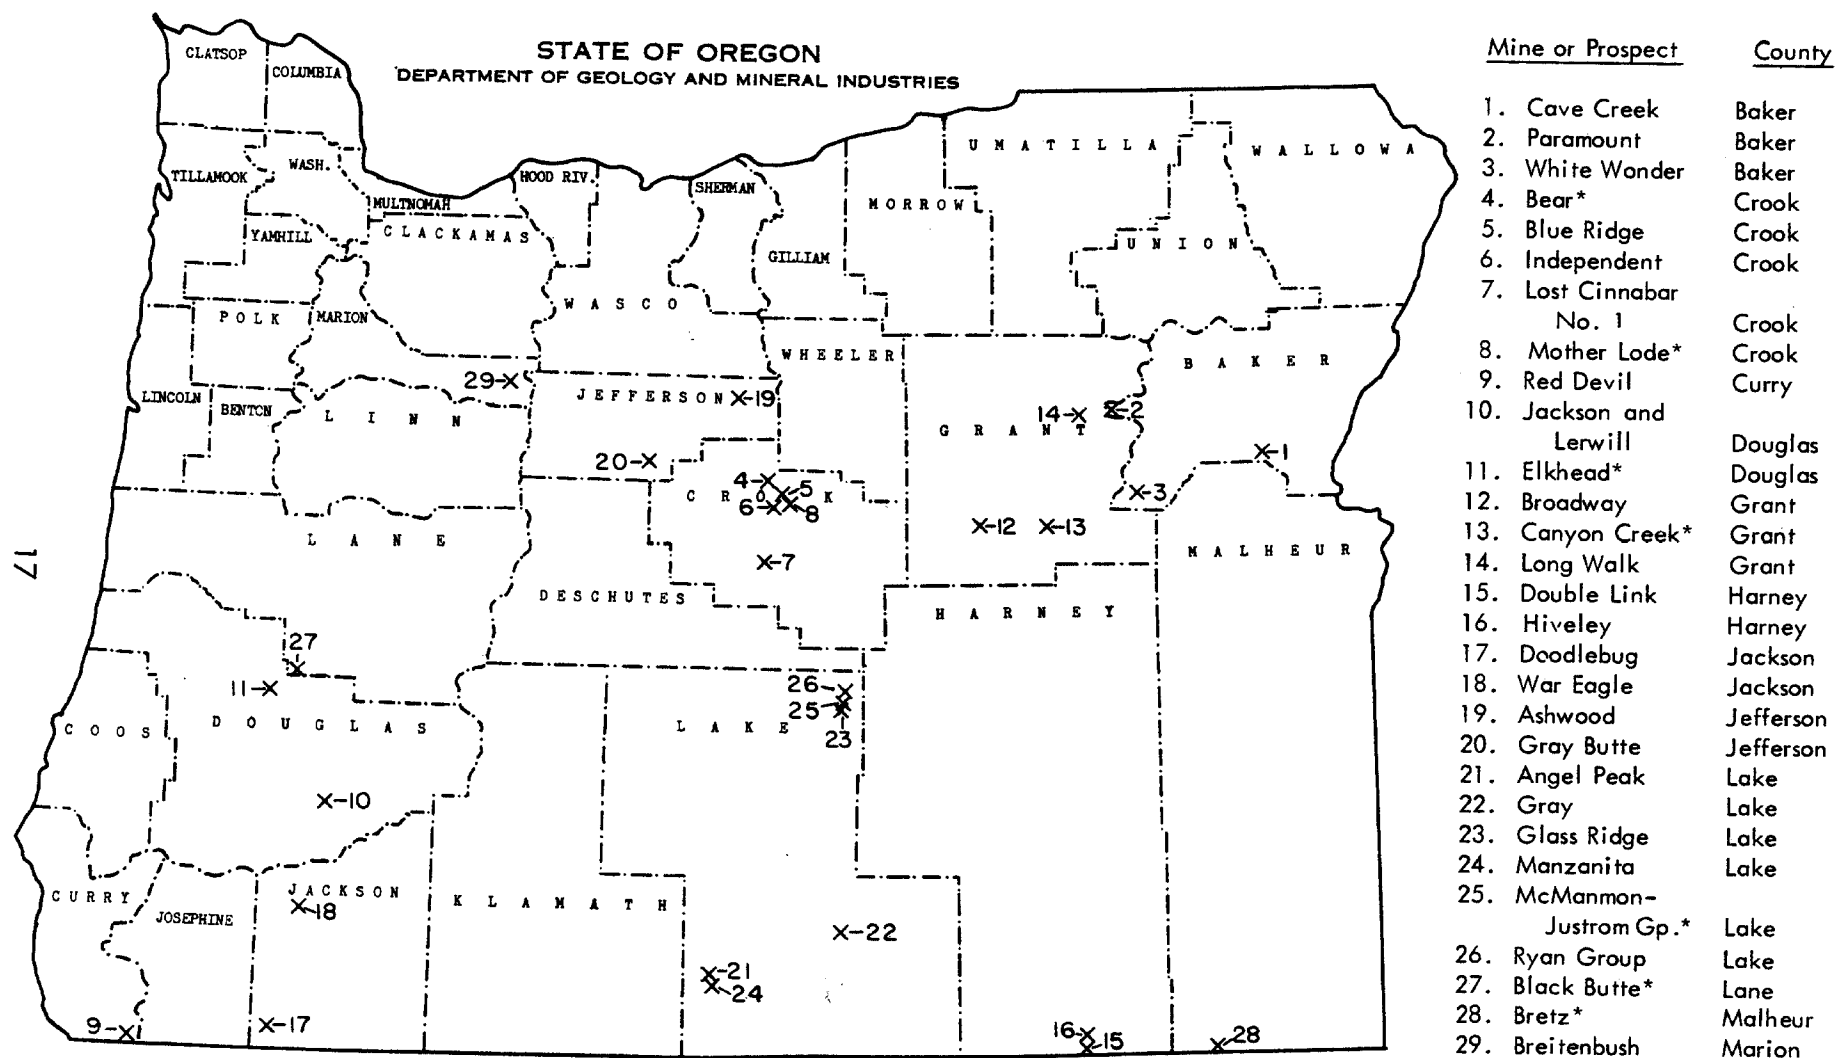 STATE OF OREGON
DEPARTMENT OF GEOLOGY AND MINERAL INDUSTRIES
CLATSOP
COLUMBIA
TILLAMOOK
WASH.
MULTNOMAH
HOOD RIV.
SHERMAN
UMATILLA
WALLOWA
MORROW
YAMHILL
CLACKAMAS
GILLIAM
UNION
WASCO
POLK
MARION
WHEELER
BAKER
29
LINCOLN
BENTON
LINN
JEFFERSON
19
14
2
GRANT
20
1
4
5
CROOK
6
8
3
12
13
LANE
7
MALHEUR
DESCHUTES
HARNEY
27
11
26
25
23
COOS
DOUGLAS
LAKE
10
CURRY
JOSEPHINE
JACKSON
18
KLAMATH
22
21
24
9
17
16
15
28
17
Mine or Prospect County
1. Cave Creek Baker
2. Paramount Baker
3. White Wonder Baker
4. Bear* Crook
5. Blue Ridge Crook
6. Independent Crook
7. Lost Cinnabar
No. 1 Crook
8. Mother Lode* Crook
9. Red Devil Curry
10. Jackson and
Lerwill Douglas
11. Elkhead* Douglas
12. Broadway Grant
13. Canyon Creek* Grant
14. Long Walk Grant
15. Double Link Harney
16. Hiveley Harney
17. Doodlebug Jackson
18. War Eagle Jackson
19. Ashwood Jefferson
20. Gray Butte Jefferson
21. Angel Peak Lake
22. Gray Lake
23. Glass Ridge Lake
24. Manzanita Lake
25. McManmon-
Justrom Gp.* Lake
26. Ryan Group Lake
27. Black Butte* Lane
28. Bretz* Malheur
29. Breitenbush Marion